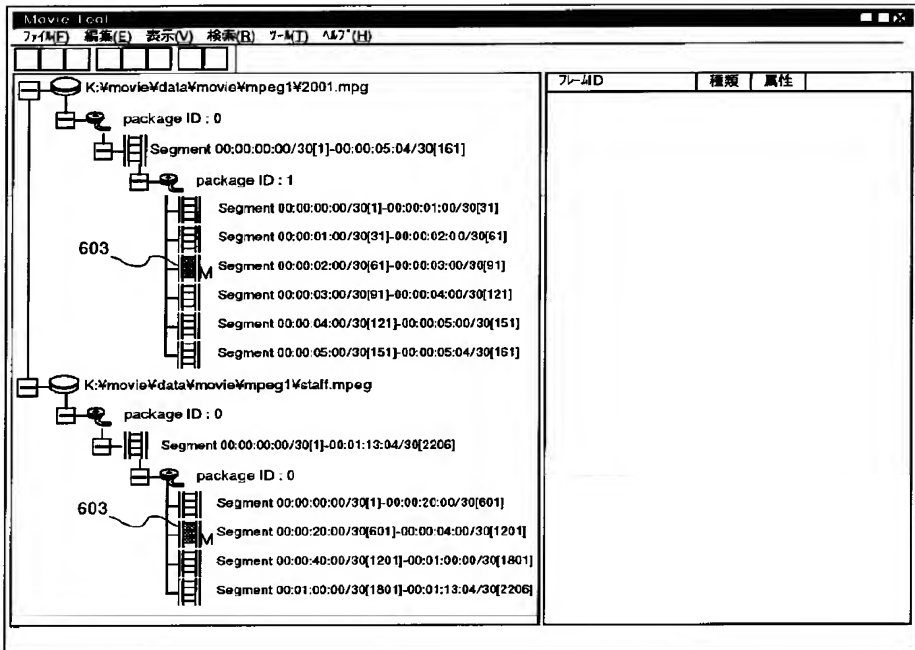 Movie Tool
ﾌｧｲﾙ(F) 編集(E) 表示(V) 検索(R) ﾂｰﾙ(T) ﾍﾙﾌﾟ(H)
K:¥movie¥data¥movie¥mpeg1¥2001.mpg
package ID : 0
Segment 00:00:00:00/30[1]-00:00:05:04/30[161]
package ID : 1
Segment 00:00:00:00/30[1]-00:00:01:00/30[31]
Segment 00:00:01:00/30[31]-00:00:02:00/30[61]
603
Segment 00:00:02:00/30[61]-00:00:03:00/30[91]
M
Segment 00:00:03:00/30[91]-00:00:04:00/30[121]
Segment 00:00:04:00/30[121]-00:00:05:00/30[151]
Segment 00:00:05:00/30[151]-00:00:05:04/30[161]
K:¥movie¥data¥movie¥mpeg1¥staff.mpeg
package ID : 0
Segment 00:00:00:00/30[1]-00:01:13:04/30[2206]
package ID : 0
Segment 00:00:00:00/30[1]-00:00:20:00/30[601]
603
Segment 00:00:20:00/30[601]-00:00:04:00/30[1201]
M
Segment 00:00:40:00/30[1201]-00:01:00:00/30[1801]
Segment 00:01:00:00/30[1801]-00:01:13:04/30[2206]
ﾌﾚｰﾑID 種類 属性